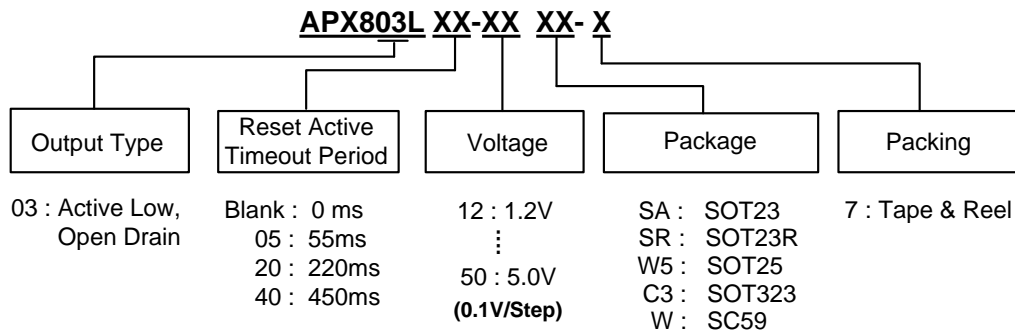 APX803L XX-XX XX- X
Output Type
Reset Active
Timeout Period
Voltage
Package
Packing
03 : Active Low,
Open Drain
Blank : 0 ms
05 : 55ms
20 : 220ms
40 : 450ms
12 : 1.2V
⋮
50 : 5.0V
(0.1V/Step)
SA : SOT23
SR : SOT23R
W5 : SOT25
C3 : SOT323
W : SC59
7 : Tape & Reel